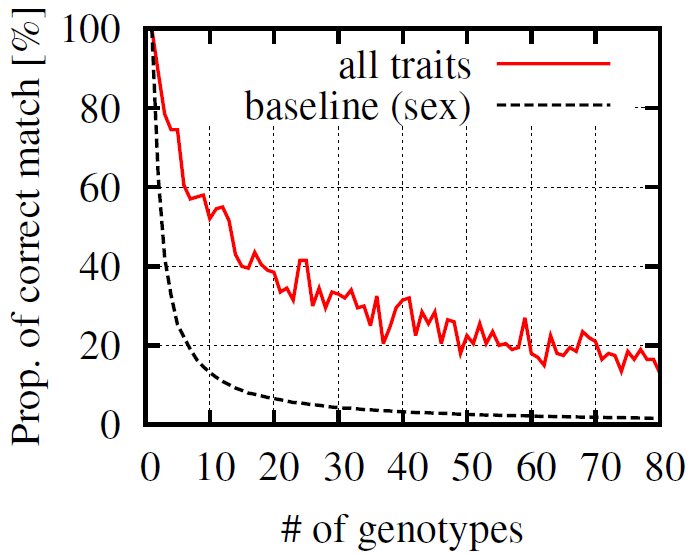 Prop. of correct match [%]
100
80
60
40
20
0
all traits
baseline (sex)
0 10 20 30 40 50 60 70 80
# of genotypes